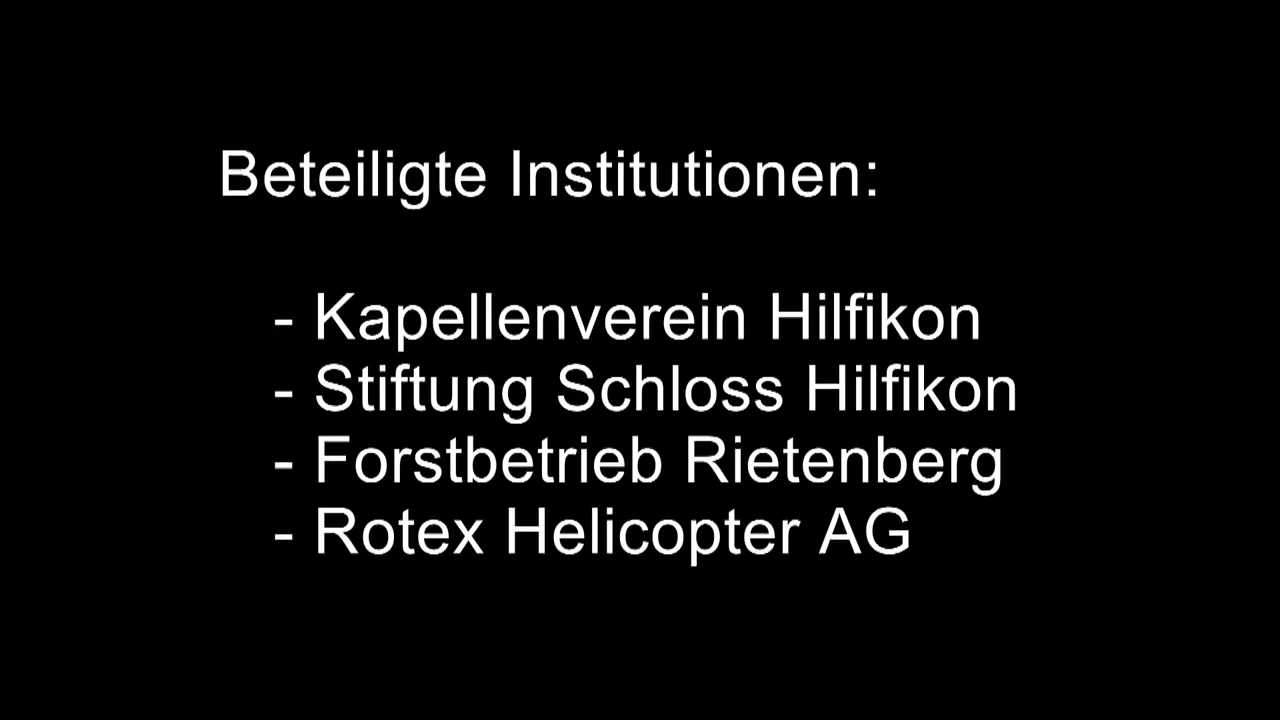 Beteiligte Institutionen:
- Kapellenverein Hilfikon
- Stiftung Schloss Hilfikon
- Forstbetrieb Rietenberg
- Rotex Helicopter AG